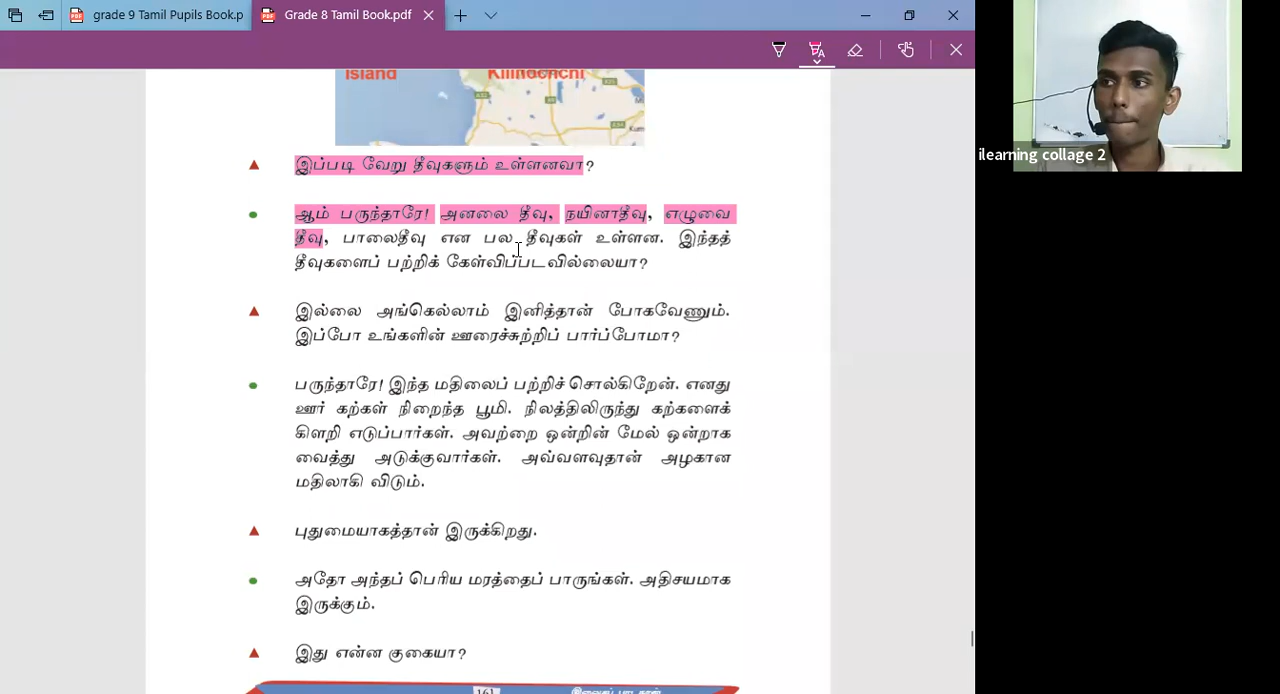 grade 9 Tamil Pupils Book.p
Grade 8 Tamil Book.pdf
Island Kilinochchi
இப்படி வேறு தீவுகளும் உள்ளனவா?
ஆம் பருந்தாரே! அனலை தீவு, நயினாதீவு, எழுவை
தீவு, பாலைதீவு என பல தீவுகள் உள்ளன. இந்தத்
தீவுகளைப் பற்றிக் கேள்விப்படவில்லையா?
இல்லை அங்கெல்லாம் இனித்தான் போகவேணும்.
இப்போ உங்களின் ஊரைச்சுற்றிப் பார்ப்போமா?
பருந்தாரே! இந்த மதிலைப் பற்றிச் சொல்கிறேன். எனது
ஊர் கற்கள் நிறைந்த பூமி. நிலத்திலிருந்து கற்களைக்
கிளறி எடுப்பார்கள். அவற்றை ஒன்றின் மேல் ஒன்றாக
வைத்து அடுக்குவார்கள். அவ்வளவுதான் அழகான
மதிலாகி விடும்.
புதுமையாகத்தான் இருக்கிறது.
அதோ அந்தப் பெரிய மரத்தைப் பாருங்கள். அதிசயமாக
இருக்கும்.
இது என்ன குகையா?
161
ilearning collage 2